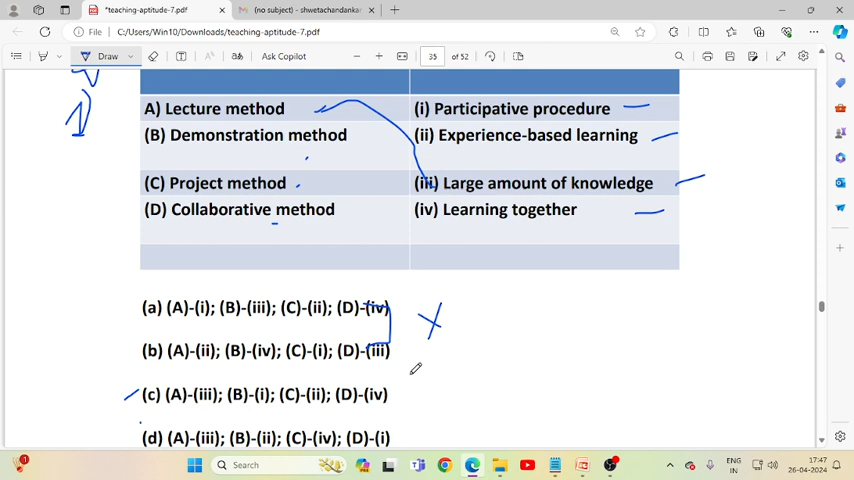 *teaching-aptitude-7.pdf
(no subject) - shwetachandankar
C:/Users/Win10/Downloads/teaching-aptitude-7.pdf
Draw
Ask Copilot
35 of 52
A) Lecture method (i) Participative procedure
(B) Demonstration method (ii) Experience-based learning
(C) Project method (iii) Large amount of knowledge
(D) Collaborative method (iv) Learning together
(a) (A)-(i); (B)-(iii); (C)-(ii); (D)-(iv)
(b) (A)-(ii); (B)-(iv); (C)-(i); (D)-(iii)
(c) (A)-(iii); (B)-(i); (C)-(ii); (D)-(iv)
(d) (A)-(iii); (B)-(ii); (C)-(iv); (D)-(i)
Search
ENG
IN
17:47
26-04-2024